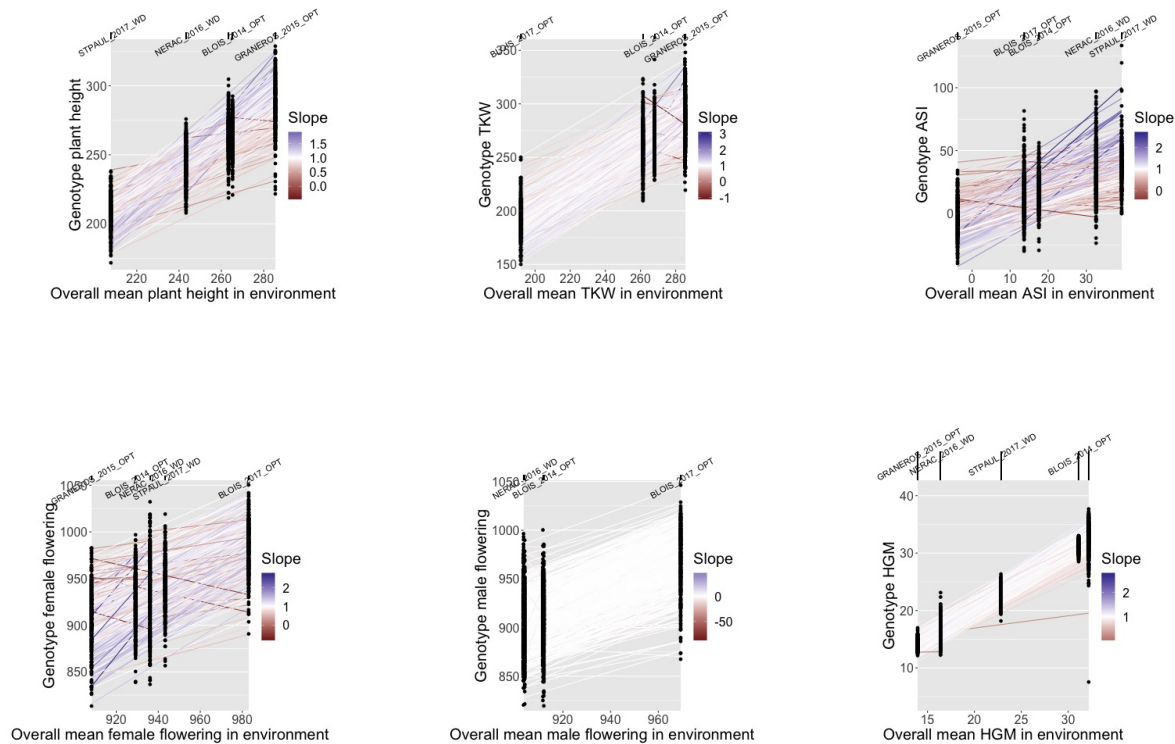 STPAUL_2017_WD
NERAC_2016_WD
BLOIS_2014_OPT
GRANEROS_2015_OPT
Genotype plant height
300
250
200
220 240 260 280
Overall mean plant height in environment
Slope
1.5
1.0
0.5
0.0
BLOIS_2017_OPT
BLOIS_2014_OPT
GRANEROS_2015_OPT
Genotype TKW
350
300
250
200
150
200 220 240 260 280
Overall mean TKW in environment
Slope
3
2
1
0
-1
GRANEROS_2015_OPT
BLOIS_2017_OPT
BLOIS_2014_OPT
NERAC_2016_WD
STPAUL_2017_WD
Genotype ASI
100
50
0
0 10 20 30
Overall mean ASI in environment
Slope
2
1
0
GRANEROS_2015_OPT
BLOIS_2014_OPT
NERAC_2016_WD
STPAUL_2017_WD
BLOIS_2017_OPT
Genotype female flowering
1050
1000
950
900
850
920 940 960 980
Overall mean female flowering in environment
Slope
2
1
0
NERAC_2016_WD
BLOIS_2014_OPT
BLOIS_2017_OPT
Genotype male flowering
1050
1000
950
900
850
920 940 960
Overall mean male flowering in environment
Slope
0
-50
GRANEROS_2015_OPT
NERAC_2016_WD
STPAUL_2017_WD
BLOIS_2014_OPT
Genotype HGM
40
30
20
10
15 20 25 30
Overall mean HGM in environment
Slope
2
1